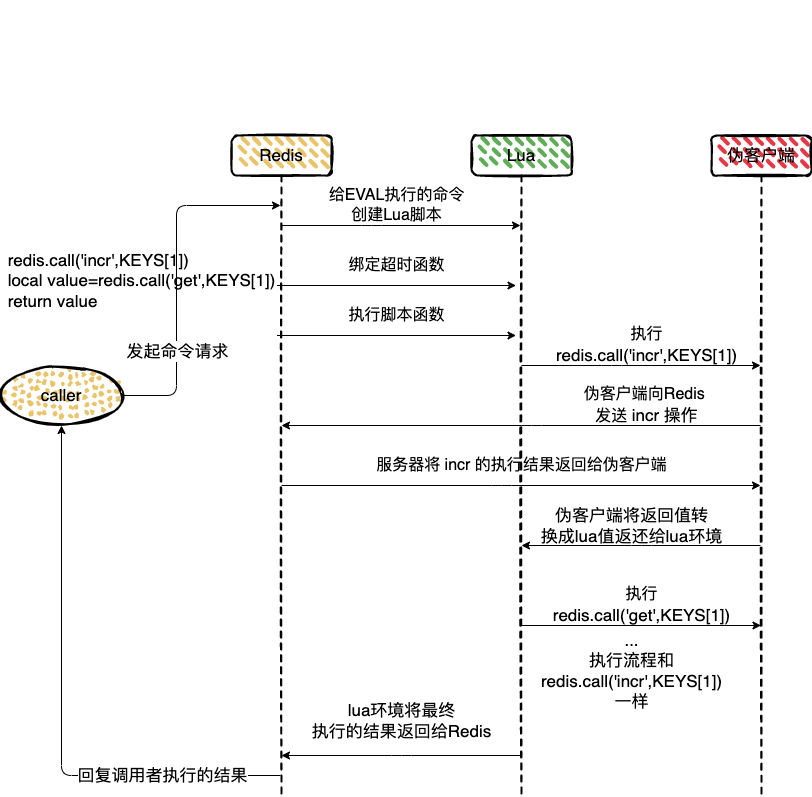 Redis
Lua
伪客户端
给EVAL执行的命令
创建Lua脚本
redis.call('incr',KEYS[1])
local value=redis.call('get',KEYS[1])
return value
绑定超时函数
执行脚本函数
发起命令请求
执行
redis.call('incr',KEYS[1])
caller
伪客户端向Redis
发送 incr 操作
服务器将 incr 的执行结果返回给伪客户端
伪客户端将返回值转
换成lua值返还给lua环境
执行
redis.call('get',KEYS[1])
...
执行流程和
redis.call('incr',KEYS[1])
一样
lua环境将最终
执行的结果返回给Redis
回复调用者执行的结果